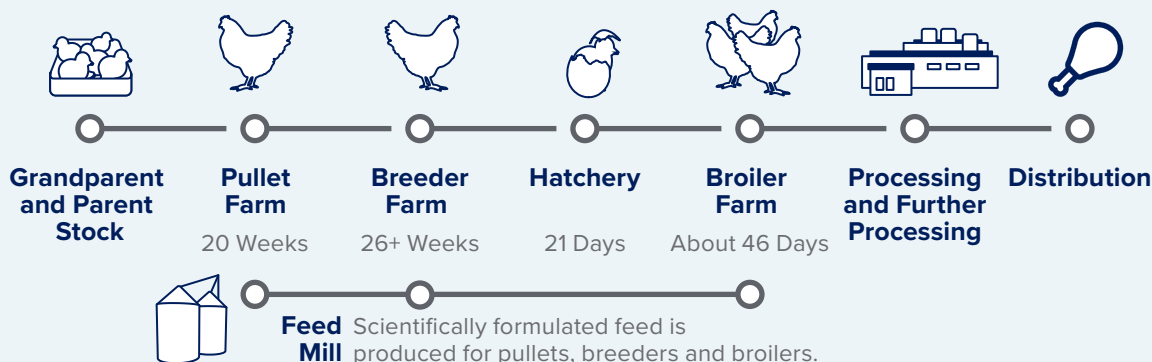 Grandparent
and Parent
Stock
Pullet
Farm
20 Weeks
Breeder
Farm
26+ Weeks
Hatchery
21 Days
Broiler
Farm
About 46 Days
Processing
and Further
Processing
Distribution
Feed
Mill
Scientifically formulated feed is
produced for pullets, breeders and broilers.